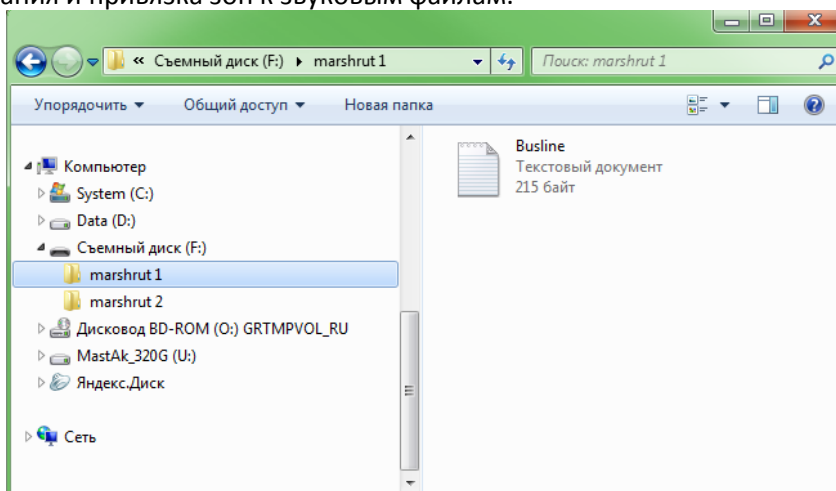 ания и привязка зон к звуковым файлам.
« Съемный диск (F:) ▸ marshrut 1
Поиск: marshrut 1
Упорядочить ▾ Общий доступ ▾ Новая папка
Busline
Текстовый документ
215 байт
Компьютер
System (C:)
Data (D:)
Съемный диск (F:)
marshrut 1
marshrut 2
Дисковод BD-ROM (O:) GRTMPVOL_RU
MastAk_320G (U:)
Яндекс.Диск
Сеть